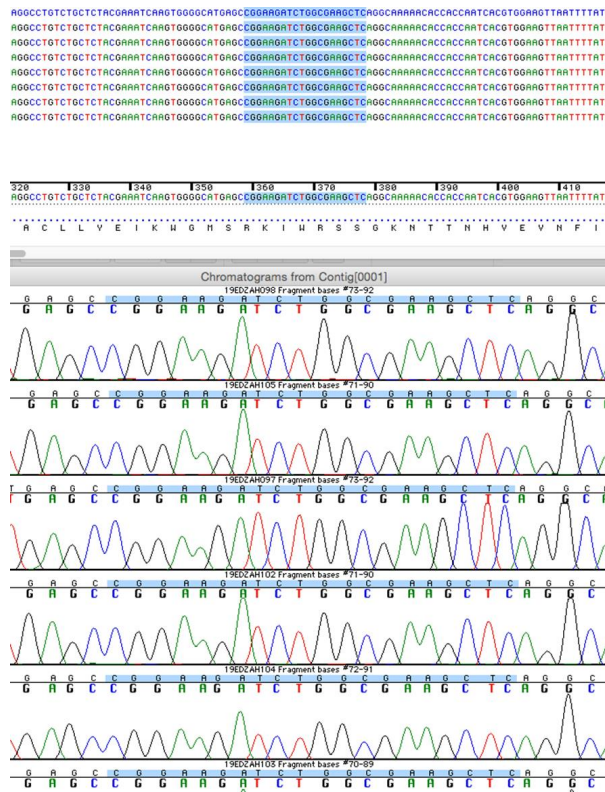 AGGCCTGTCTGCTCTACGAAATCAAGTGGGGCATGAGCCGGAAGATCTGGCGAAGCTCAGGCAAAAACACCACCAATCACGTGGAAGTTAATTTTAT
AGGCCTGTCTGCTCTACGAAATCAAGTGGGGCATGAGCCGGAAGATCTGGCGAAGCTCAGGCAAAAACACCACCAATCACGTGGAAGTTAATTTTAT
AGGCCTGTCTGCTCTACGAAATCAAGTGGGGCATGAGCCGGAAGATCTGGCGAAGCTCAGGCAAAAACACCACCAATCACGTGGAAGTTAATTTTAT
AGGCCTGTCTGCTCTACGAAATCAAGTGGGGCATGAGCCGGAAGATCTGGCGAAGCTCAGGCAAAAACACCACCAATCACGTGGAAGTTAATTTTAT
AGGCCTGTCTGCTCTACGAAATCAAGTGGGGCATGAGCCGGAAGATCTGGCGAAGCTCAGGCAAAAACACCACCAATCACGTGGAAGTTAATTTTAT
AGGCCTGTCTGCTCTACGAAATCAAGTGGGGCATGAGCCGGAAGATCTGGCGAAGCTCAGGCAAAAACACCACCAATCACGTGGAAGTTAATTTTAT
AGGCCTGTCTGCTCTACGAAATCAAGTGGGGCATGAGCCGGAAGATCTGGCGAAGCTCAGGCAAAAACACCACCAATCACGTGGAAGTTAATTTTAT
AGGCCTGTCTGCTCTACGAAATCAAGTGGGGCATGAGCCGGAAGATCTGGCGAAGCTCAGGCAAAAACACCACCAATCACGTGGAAGTTAATTTTAT
320 330 340 350 360 370 380 390 400 410
AGGCCTGTCTGCTCTACGAAATCAAGTGGGGCATGAGCCGGAAGATCTGGCGAAGCTCAGGCAAAAACACCACCAATCACGTGGAAGTTAATTTTAT
A C L L Y E I K W G M S R K I W R S S G K N T T N H V E V N F I
Chromatograms from Contig[0001]
19EDZAH098 Fragment bases #73-92
G A G C C G G A A G A T C T G G C G A A G C T C A G G C
G A G C C G G A A G A T C T G G C G A A G C T C A G G C
19EDZAH105 Fragment bases #71-90
G A G C C G G A A G A T C T G G C G A A G C T C A G G C
G A G C C G G A A G A T C T G G C G A A G C T C A G G C
19EDZAH097 Fragment bases #73-92
T G A G C C G G A A G A T C T G G C G A A G C T C A G G C
T G A G C C G G A A G A T C T G G C G A A G C T C A G G C
19EDZAH102 Fragment bases #71-90
G A G C C G G A A G A T C T G G C G A A G C T C A G G C
G A G C C G G A A G A T C T G G C G A A G C T C A G G C
19EDZAH104 Fragment bases #72-91
G A G C C G G A A G A T C T G G C G A A G C T C A G G C
G A G C C G G A A G A T C T G G C G A A G C T C A G G C
19EDZAH103 Fragment bases #70-89
G A G C C G G A A G A T C T G G C G A A G C T C A G G C
G A G C C G G A A G A T C T G G C G A A G C T C A G G C